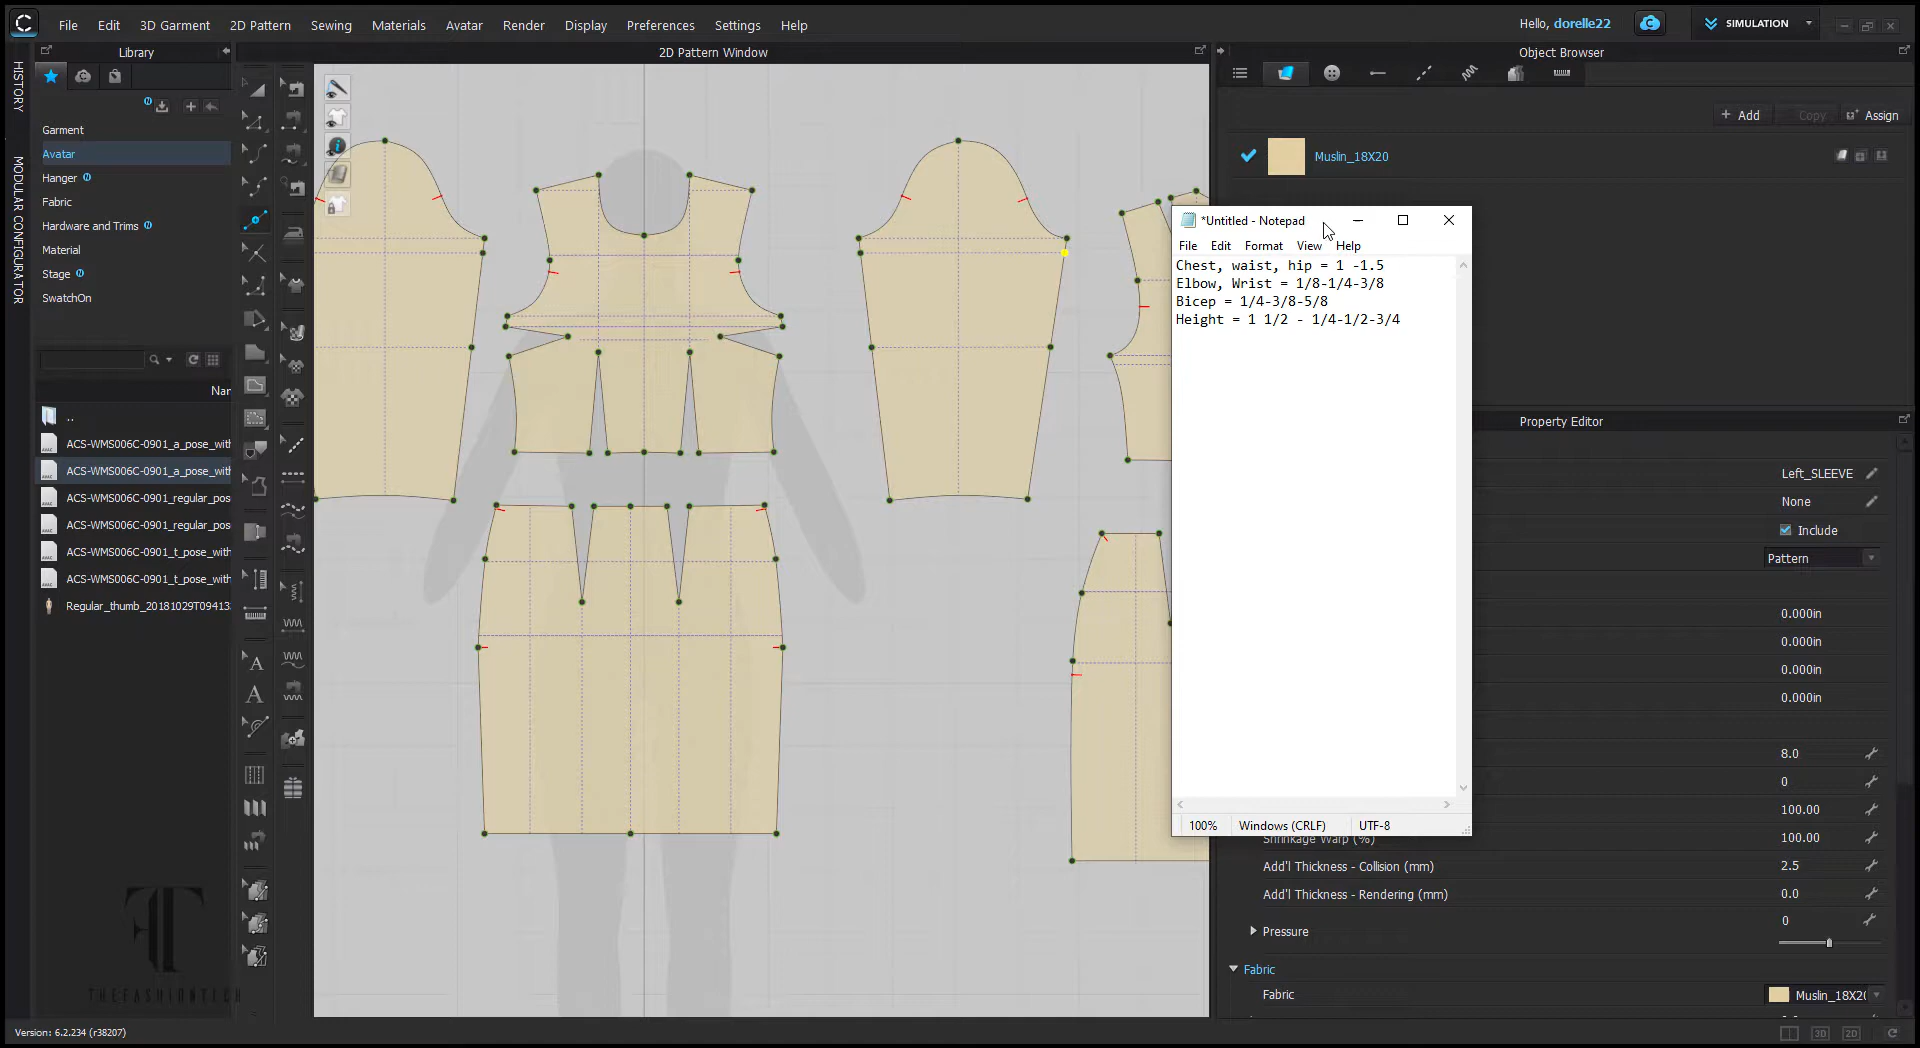 File Edit 3D Garment 2D Pattern Sewing Materials Avatar Render Display Preferences Settings Help
Hello, dorelle22
SIMULATION
Library
2D Pattern Window
Object Browser
HISTORY
MODULAR CONFIGURATOR
Garment
Avatar
Hanger
Fabric
Hardware and Trims
Material
Stage
SwatchOn
Nar
..
ACS-WMS006C-0901_a_pose_with
ACS-WMS006C-0901_a_pose_with
ACS-WMS006C-0901_regular_pos
ACS-WMS006C-0901_regular_pos
ACS-WMS006C-0901_t_pose_with
ACS-WMS006C-0901_t_pose_with
Regular_thumb_20181029T09413
+ Add Copy Assign
Muslin_18X20
*Untitled - Notepad
File Edit Format View Help
Chest, waist, hip = 1 -1.5
Elbow, Wrist = 1/8-1/4-3/8
Bicep = 1/4-3/8-5/8
Height = 1 1/2 - 1/4-1/2-3/4
100% Windows (CRLF) UTF-8
Property Editor
Left_SLEEVE
None
Include
Pattern
0.000in
0.000in
0.000in
0.000in
8.0
0
100.00
Shrinkage Warp (%) 100.00
Add'l Thickness - Collision (mm) 2.5
Add'l Thickness - Rendering (mm) 0.0
0
Pressure
Fabric
Fabric Muslin_18X20
THEFASHIONTECH
Version: 6.2.234 (r38207)
3D 2D